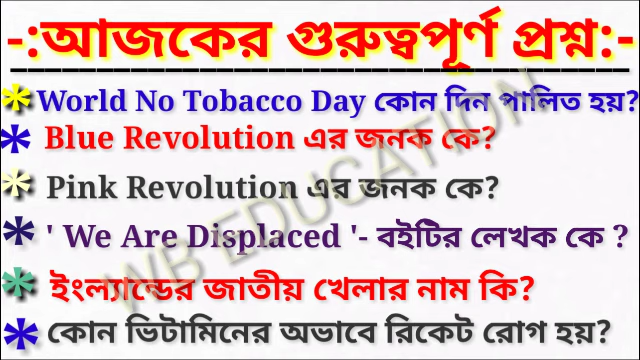 -:আজকের গুরুত্বপূর্ণ প্রশ্ন:-
* World No Tobacco Day কোন দিন পালিত হয়?
* Blue Revolution এর জনক কে?
* Pink Revolution এর জনক কে?
* ' We Are Displaced '- বইটির লেখক কে ?
* ইংল্যান্ডের জাতীয় খেলার নাম কি?
* কোন ভিটামিনের অভাবে রিকেট রোগ হয়?
WB EDUCATION